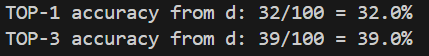 TOP-1 accuracy from d: 32/100 = 32.0%
TOP-3 accuracy from d: 39/100 = 39.0%